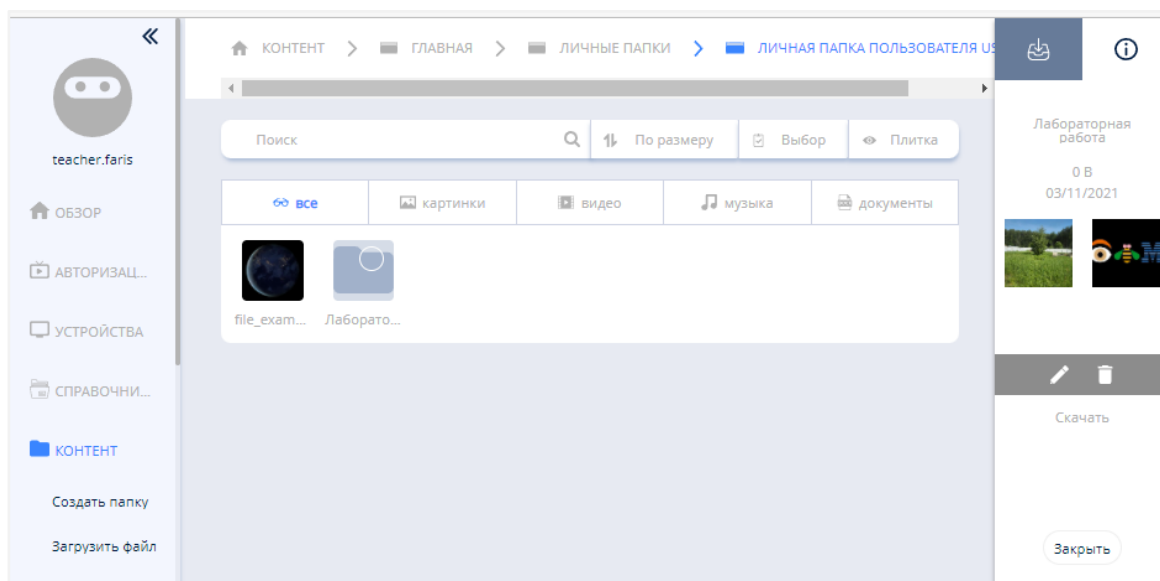 КОНТЕНТ ГЛАВНАЯ ЛИЧНЫЕ ПАПКИ ЛИЧНАЯ ПАПКА ПОЛЬЗОВАТЕЛЯ US
teacher.faris
ОБЗОР
АВТОРИЗАЦ...
УСТРОЙСТВА
СПРАВОЧНИ...
КОНТЕНТ
Создать папку
Загрузить файл
Поиск По размеру Выбор Плитка
все картинки видео музыка документы
file_exam... Лаборато...
Лабораторная
работа
0 B
03/11/2021
M
Скачать
Закрыть